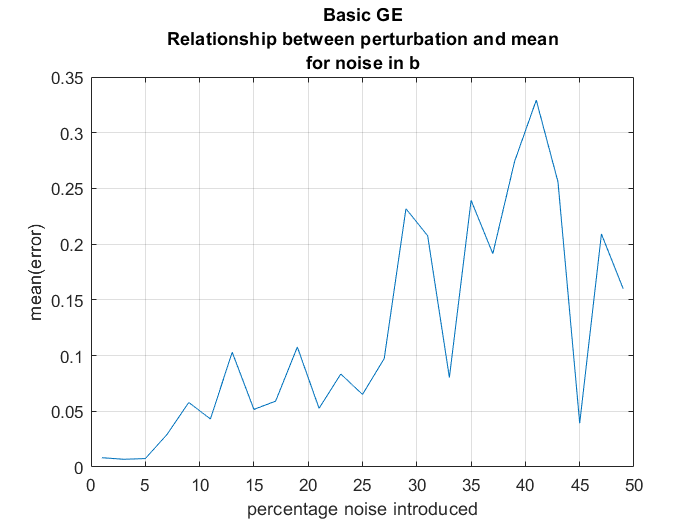 Basic GE
Relationship between perturbation and mean
for noise in b
0.35
0.3
0.25
0.2
0.15
0.1
0.05
0
mean(error)
0 5 10 15 20 25 30 35 40 45 50
percentage noise introduced